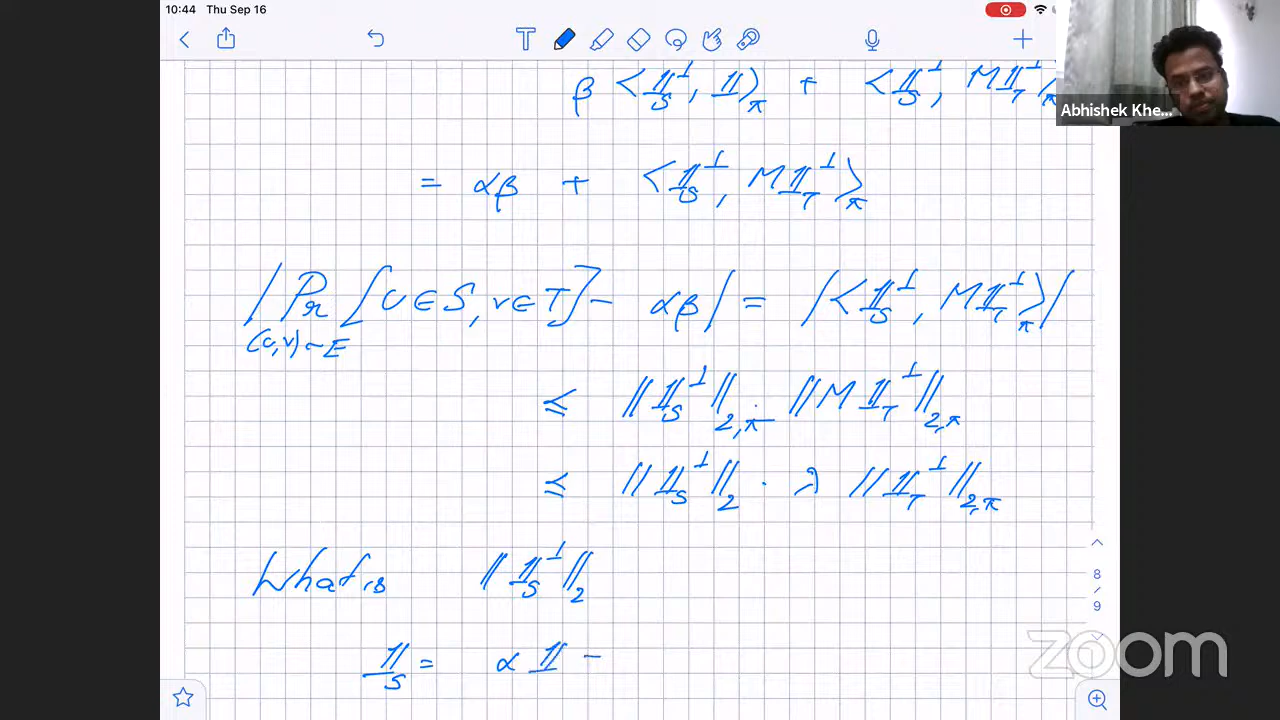 10:44 Thu Sep 16
β ⟨𝟙_S^⊥, 𝟙⟩_π + ⟨𝟙_S^⊥, M𝟙_T^⊥⟩_π
Abhishek Khe...
= αβ + ⟨𝟙_S^⊥, M𝟙_T^⊥⟩_π
|Pr_{(u,v)~E} [U∈S, v∈T] − αβ| = |⟨𝟙_S^⊥, M𝟙_T^⊥⟩_π|
≤ ‖𝟙_S^⊥‖_{2,π} · ‖M𝟙_T^⊥‖_{2,π}
≤ ‖𝟙_S^⊥‖_2 · λ ‖𝟙_T^⊥‖_{2,π}
What is ‖𝟙_S^⊥‖_2
8
/
9
𝟙_S = α𝟙 −
zoom